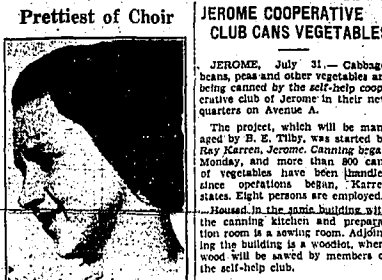 Prettiest of Choir
JEROME COOPERATIVE
CLUB CANS VEGETABLES
JEROME, July 31.— Cabbage
beans, peas and other vegetables ar
being canned by the self-help coop
erative club of Jerome in their new
quarters on Avenue A.
The project, which will be man
aged by B. E. Tilby, was started b
Ray Karren, Jerome. Canning bega
Monday, and more than 800 can
of vegetables have been handle
since operations began, Karre
states. Eight persons are employed.
Housed in the same building wit
the canning kitchen and prepara
tion room is a sewing room. Adjoin
ing the building is a woodlot, wher
wood will be sawed by members o
the self-help club.